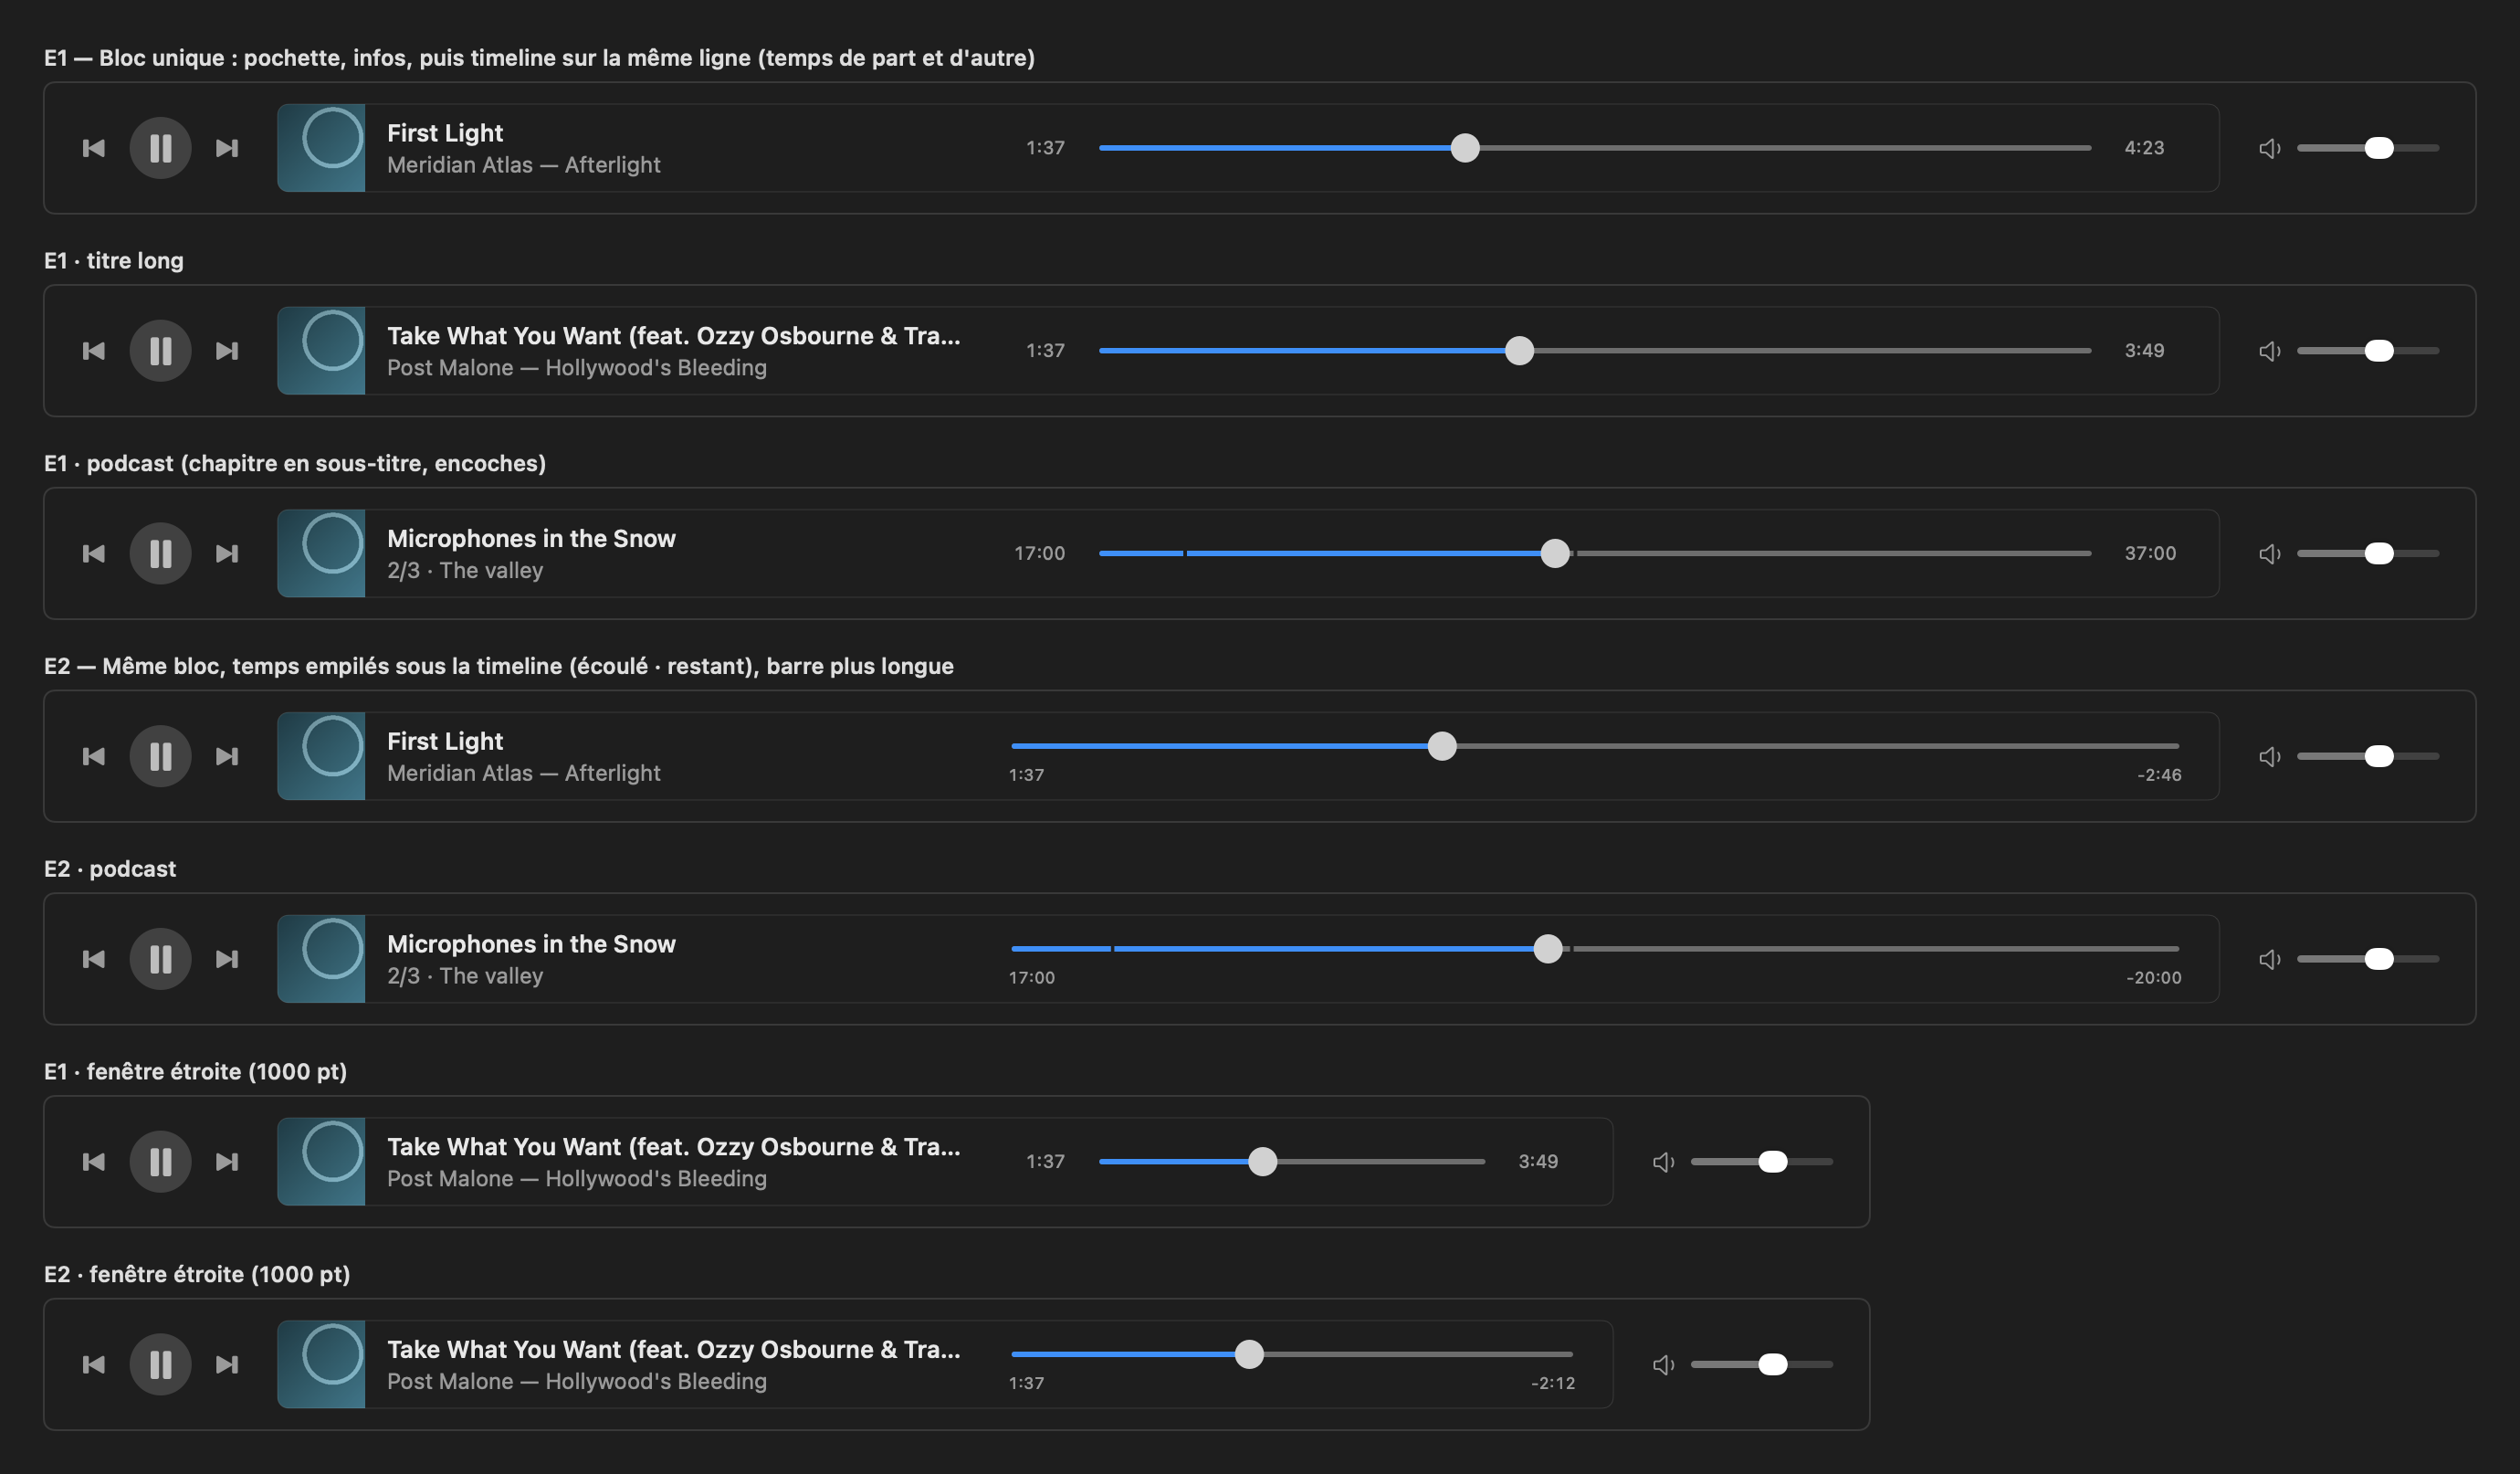 E1 — Bloc unique : pochette, infos, puis timeline sur la même ligne (temps de part et d'autre)
First Light
Meridian Atlas — Afterlight
1:37
4:23
E1 · titre long
Take What You Want (feat. Ozzy Osbourne & Tra...
Post Malone — Hollywood's Bleeding
1:37
3:49
E1 · podcast (chapitre en sous-titre, encoches)
Microphones in the Snow
2/3 · The valley
17:00
37:00
E2 — Même bloc, temps empilés sous la timeline (écoulé · restant), barre plus longue
First Light
Meridian Atlas — Afterlight
1:37
-2:46
E2 · podcast
Microphones in the Snow
2/3 · The valley
17:00
-20:00
E1 · fenêtre étroite (1000 pt)
Take What You Want (feat. Ozzy Osbourne & Tra...
Post Malone — Hollywood's Bleeding
1:37
3:49
E2 · fenêtre étroite (1000 pt)
Take What You Want (feat. Ozzy Osbourne & Tra...
Post Malone — Hollywood's Bleeding
1:37
-2:12